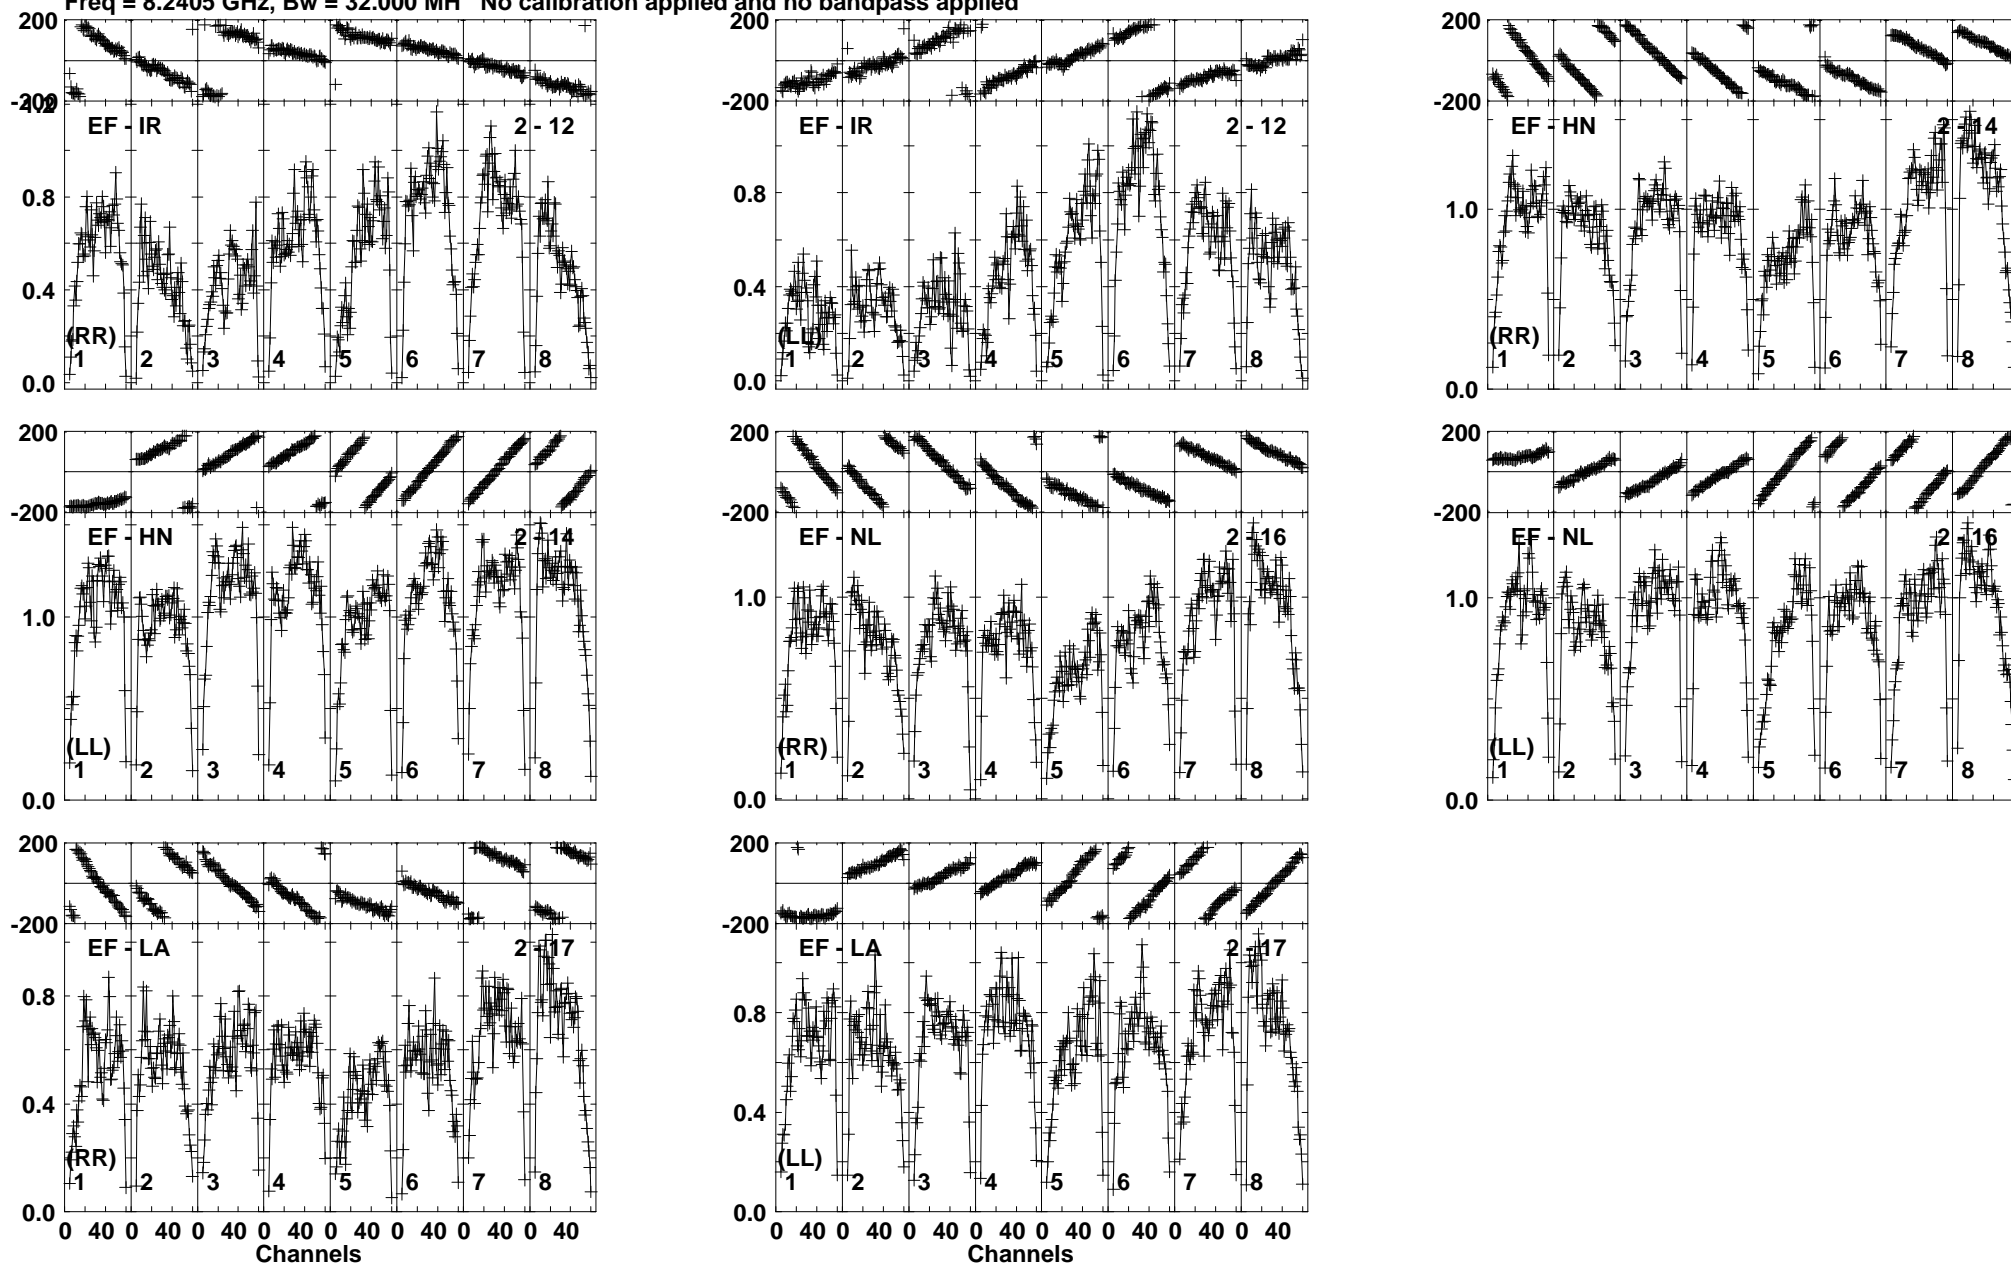 Freq = 8.2405 GHz, Bw = 32.000 MH No calibration applied and no bandpass applied
200 200 200
-200 -200 -200
1.2
EF - IR 2 - 12 EF - IR 2 - 12 EF - HN 2 - 14
0.8 0.8 1.0
0.4 0.4
(RR) (LL) (RR)
1 2 3 4 5 6 7 8 1 2 3 4 5 6 7 8 1 2 3 4 5 6 7 8
0.0 0.0 0.0
200 200 200
-200 -200 -200
EF - HN 2 - 14 EF - NL 2 - 16 EF - NL 2 - 16
1.0 1.0 1.0
(LL) (RR) (LL)
1 2 3 4 5 6 7 8 1 2 3 4 5 6 7 8 1 2 3 4 5 6 7 8
0.0 0.0 0.0
200 200
-200 -200
EF - LA 2 - 17 EF - LA 2 - 17
0.8 0.8
0.4 0.4
(RR) (LL)
1 2 3 4 5 6 7 8 1 2 3 4 5 6 7 8
0.0 0.0
0 40 0 40 0 40 0 40 0 40 0 40 0 40 0 40 0 40 0 40 0 40 0 40 0 40 0 40 0 40 0 40
Channels Channels